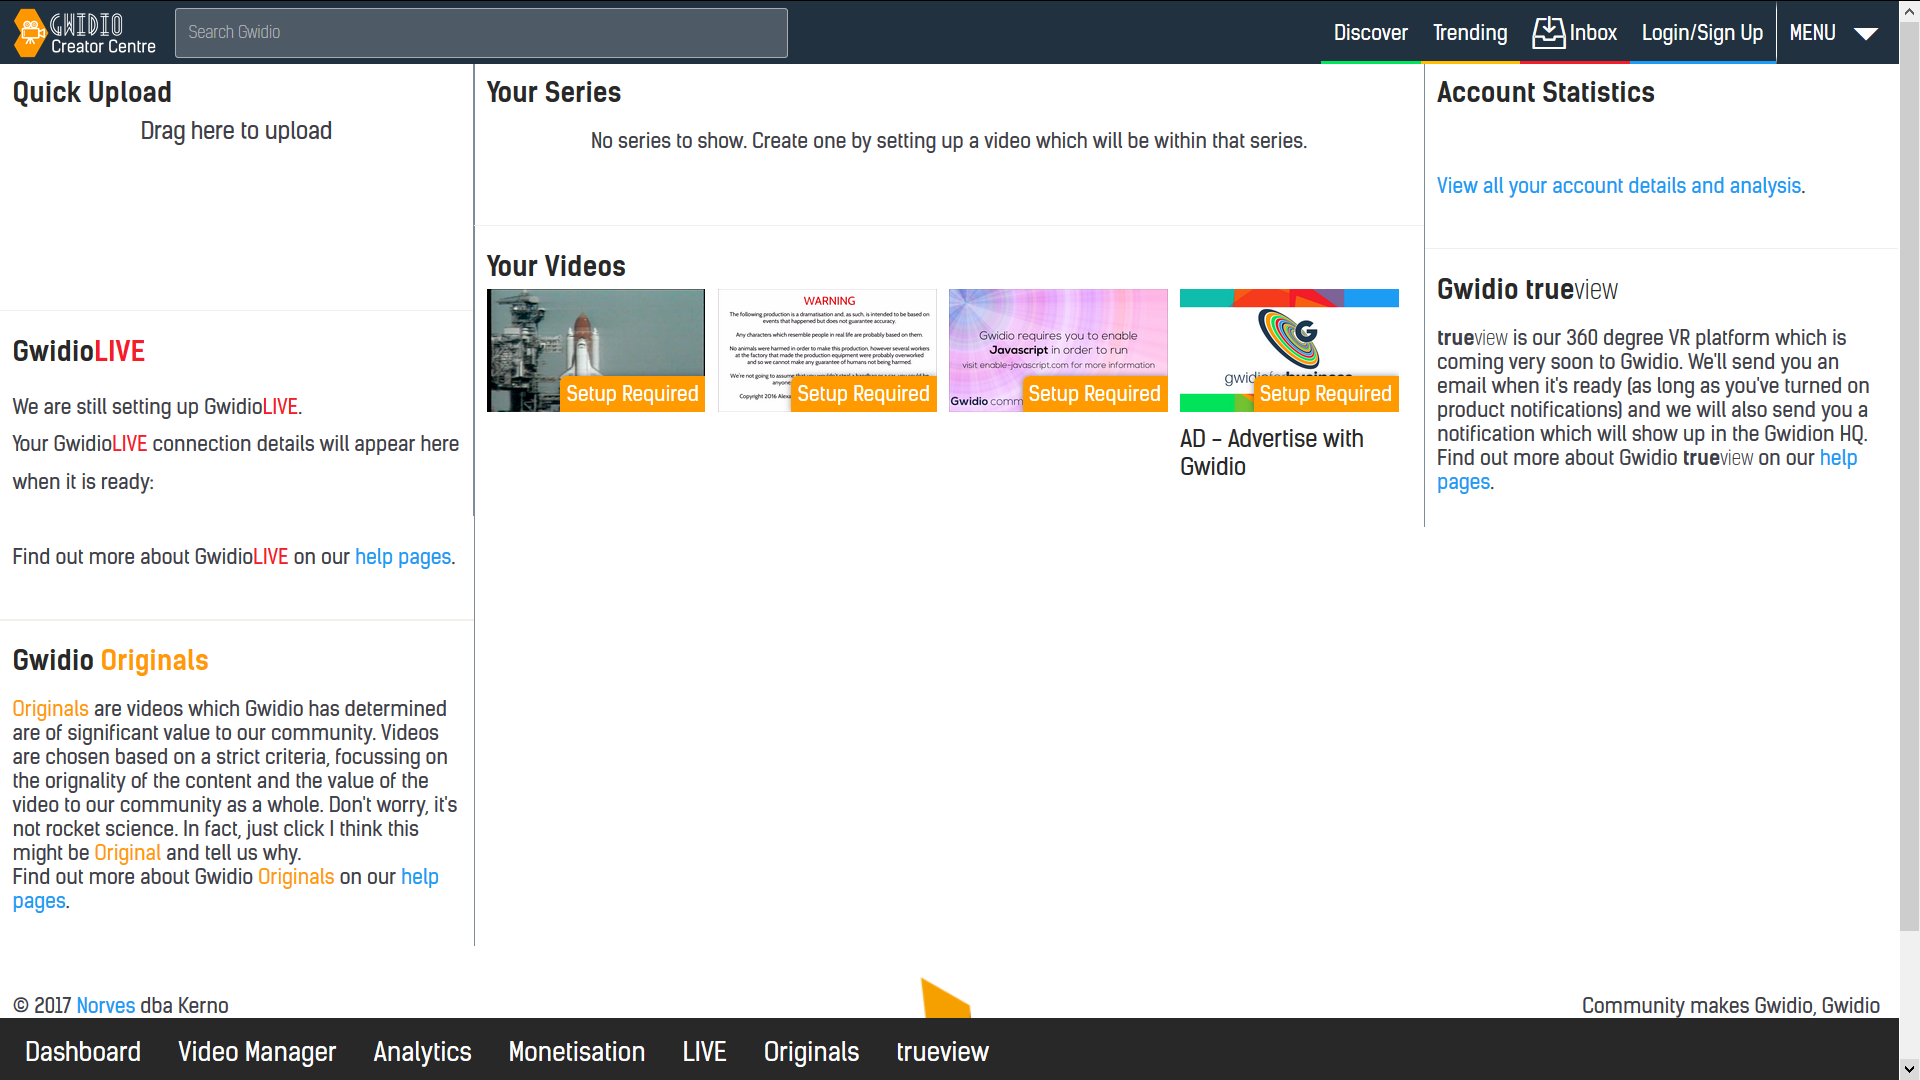 GWIDIO
Creator Centre
Search Gwidio
Discover
Trending
Inbox
Login/Sign Up
MENU
Quick Upload
Drag here to upload
GwidioLIVE
We are still setting up GwidioLIVE.
Your GwidioLIVE connection details will appear here
when it is ready:
Find out more about GwidioLIVE on our help pages.
Gwidio Originals
Originals are videos which Gwidio has determined
are of significant value to our community. Videos
are chosen based on a strict criteria, focussing on
the orignality of the content and the value of the
video to our community as a whole. Don't worry, it's
not rocket science. In fact, just click I think this
might be Original and tell us why.
Find out more about Gwidio Originals on our help
pages.
Your Series
No series to show. Create one by setting up a video which will be within that series.
Your Videos
Setup Required
WARNING
The following production is a dramatisation and, as such, is intended to be based on
events that happened but does not guarantee accuracy.
Any characters which resemble people in real life are probably based on them.
No animals were harmed in order to make this production, however several workers
at the factory that made the production equipment were probably overworked
and so we cannot make any guarantee of humans not being harmed.
We're not going to assume
Copyright 2016
Setup Required
Gwidio requires you to enable
Javascript in order to run
visit enable-javascript.com for more information
Gwidio comm
Setup Required
G
Setup Required
AD - Advertise with
Gwidio
Account Statistics
View all your account details and analysis.
Gwidio trueview
trueview is our 360 degree VR platform which is
coming very soon to Gwidio. We'll send you an
email when it's ready (as long as you've turned on
product notifications) and we will also send you a
notification which will show up in the Gwidion HQ.
Find out more about Gwidio trueview on our help
pages.
© 2017 Norves dba Kerno
Community makes Gwidio, Gwidio
Dashboard
Video Manager
Analytics
Monetisation
LIVE
Originals
trueview